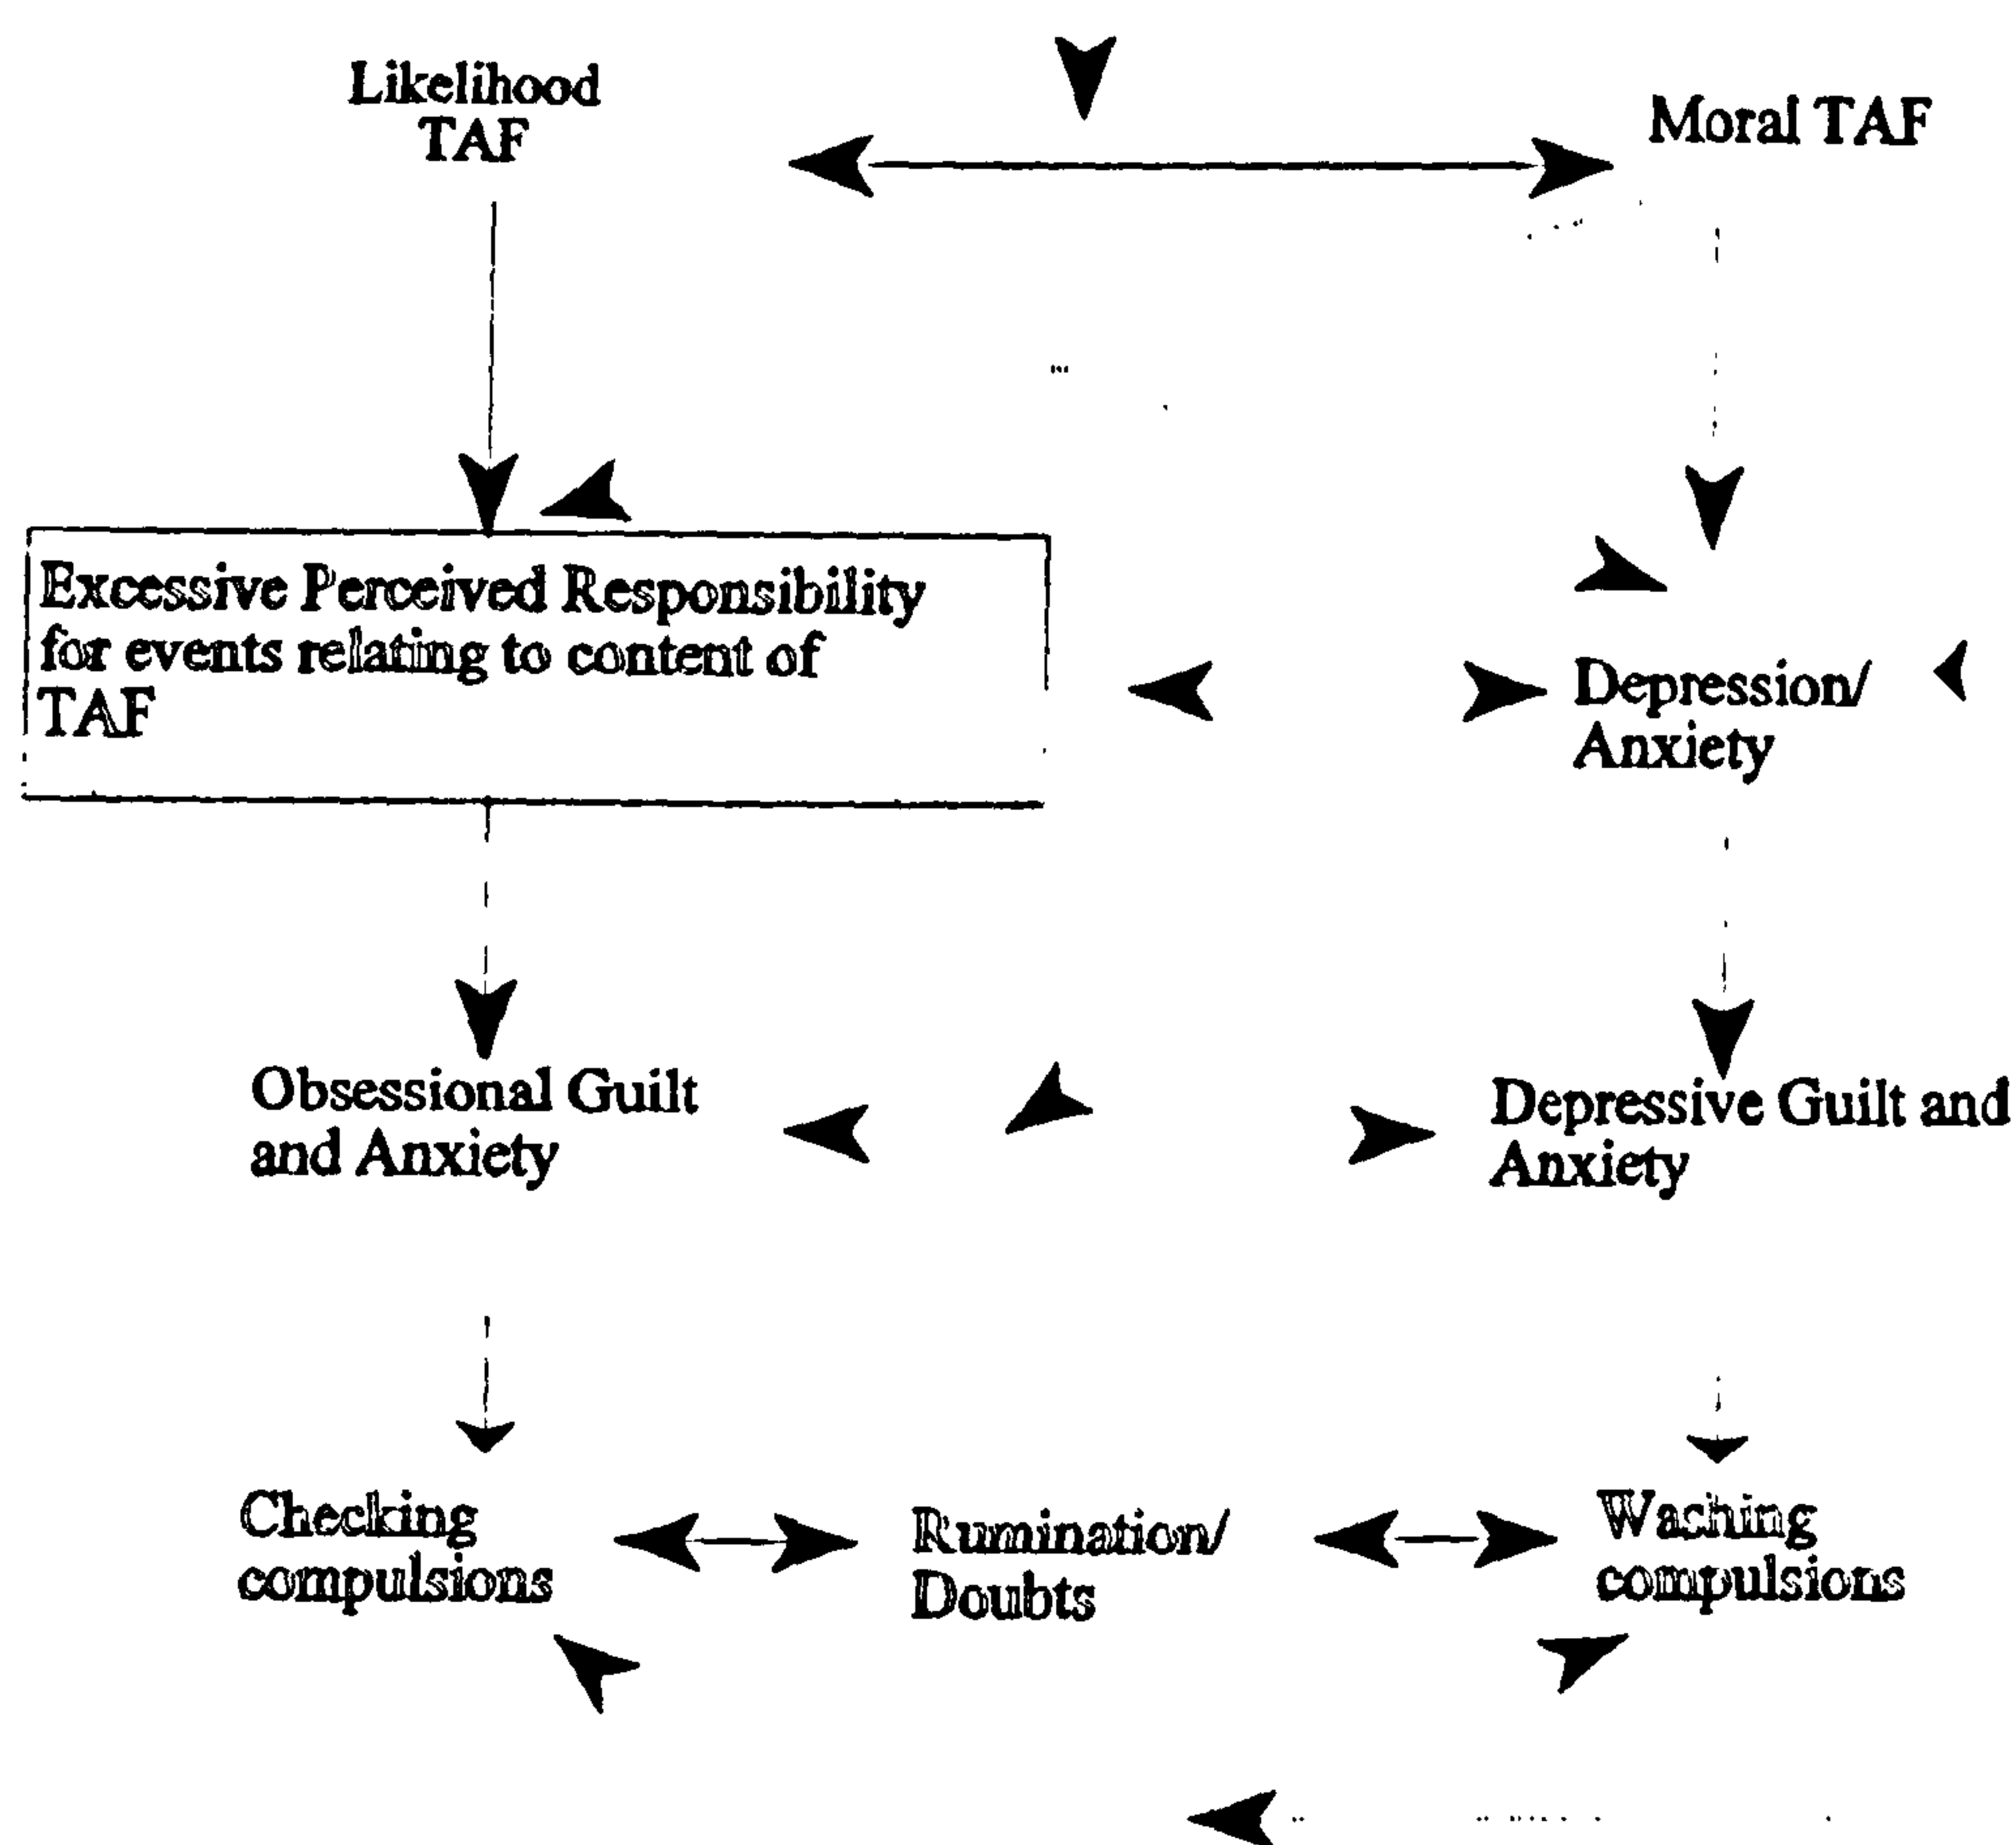 Likelihood
TAF
Moral TAF
Excessive Perceived Responsibility
for events relating to content of
TAF
Depression/
Anxiety
Obsessional Guilt
and Anxiety
Depressive Guilt and
Anxiety
Checking
compulsions
Rumination/
Doubts
Washing
compulsions